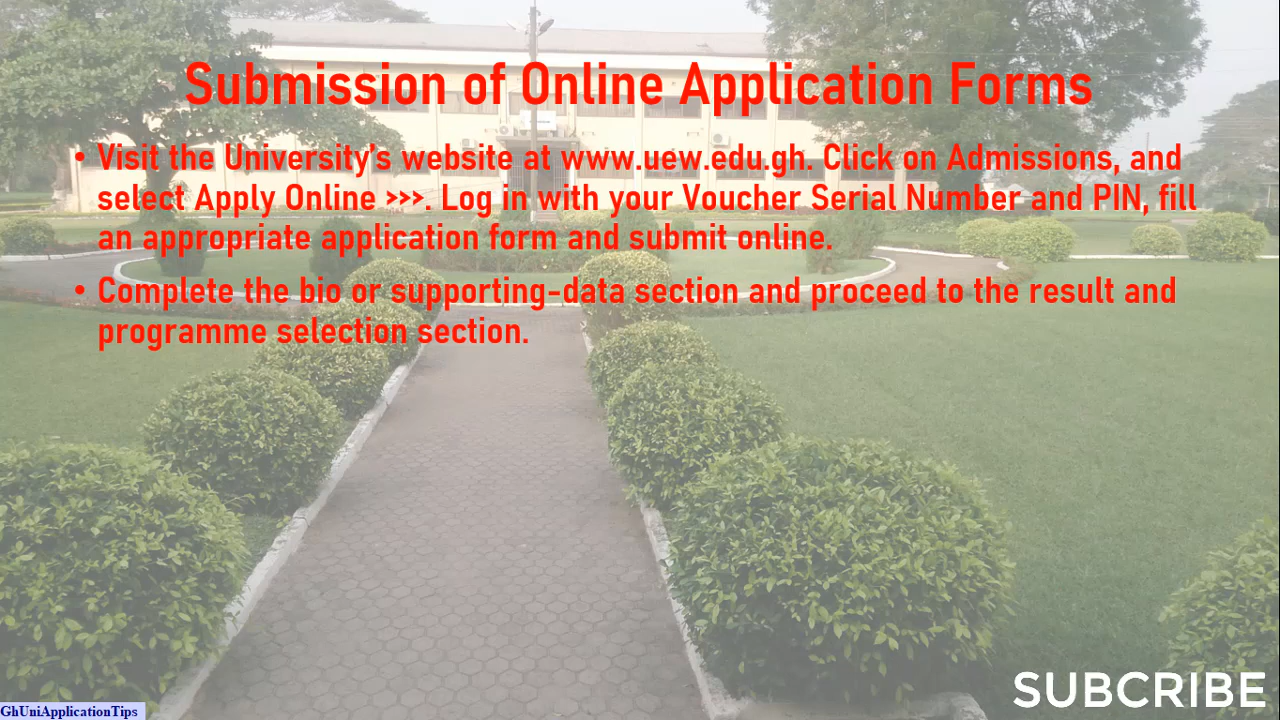 Submission of Online Application Forms
• Visit the University's website at www.uew.edu.gh. Click on Admissions, and
select Apply Online >>>. Log in with your Voucher Serial Number and PIN, fill
an appropriate application form and submit online.
• Complete the bio or supporting-data section and proceed to the result and
programme selection section.
SUBCRIBE
GhUniApplicationTips